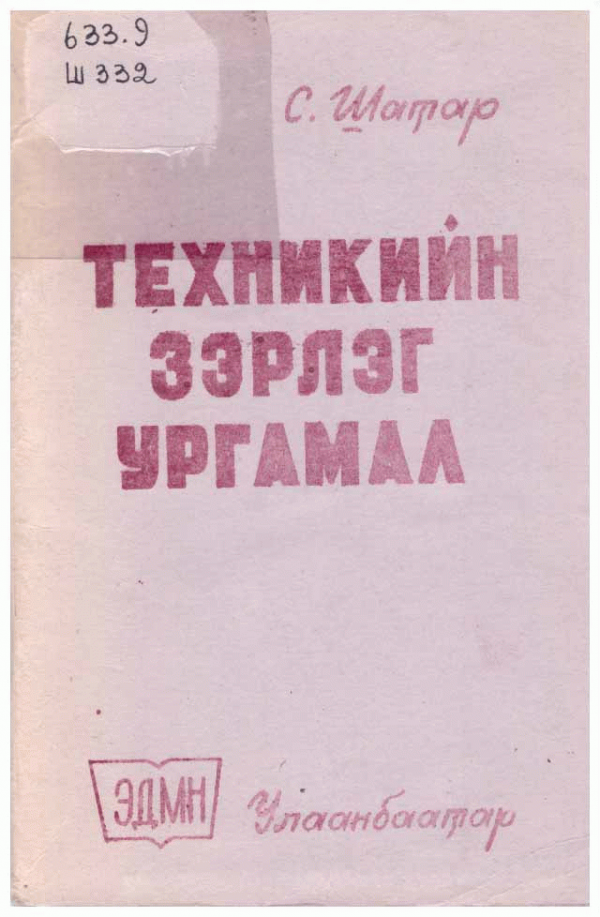 633.9
Ш 332
С. Шатар
ТЕХНИКИЙН
ЗЭРЛЭГ
УРГАМАЛ
ЭДМН
Улаанбаатар